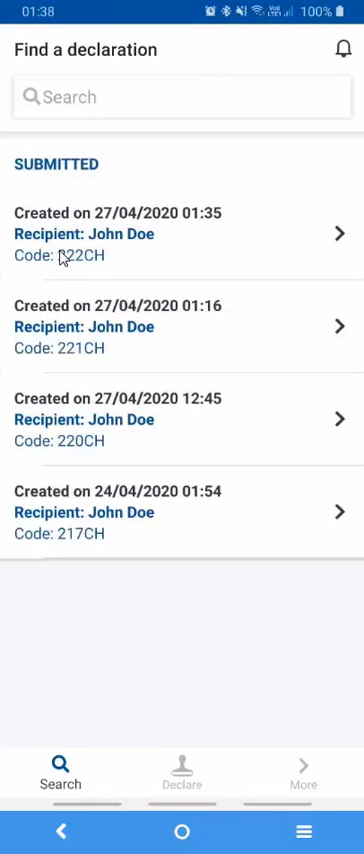 01:38
100%
Find a declaration
Search
SUBMITTED
Created on 27/04/2020 01:35
Recipient: John Doe
Code: 222CH
Created on 27/04/2020 01:16
Recipient: John Doe
Code: 221CH
Created on 27/04/2020 12:45
Recipient: John Doe
Code: 220CH
Created on 24/04/2020 01:54
Recipient: John Doe
Code: 217CH
Search
Declare
More